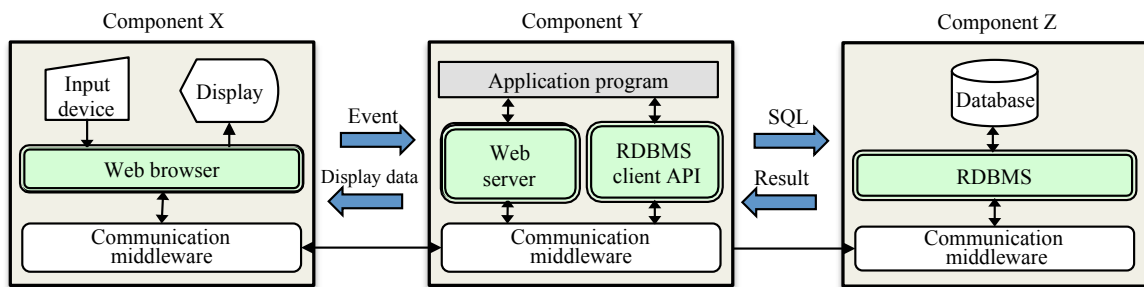 Component X
Component Y
Component Z
Input
device
Display
Web browser
Communication
middleware
Event
Display data
Application program
Web
server
RDBMS
client API
Communication
middleware
SQL
Result
Database
RDBMS
Communication
middleware